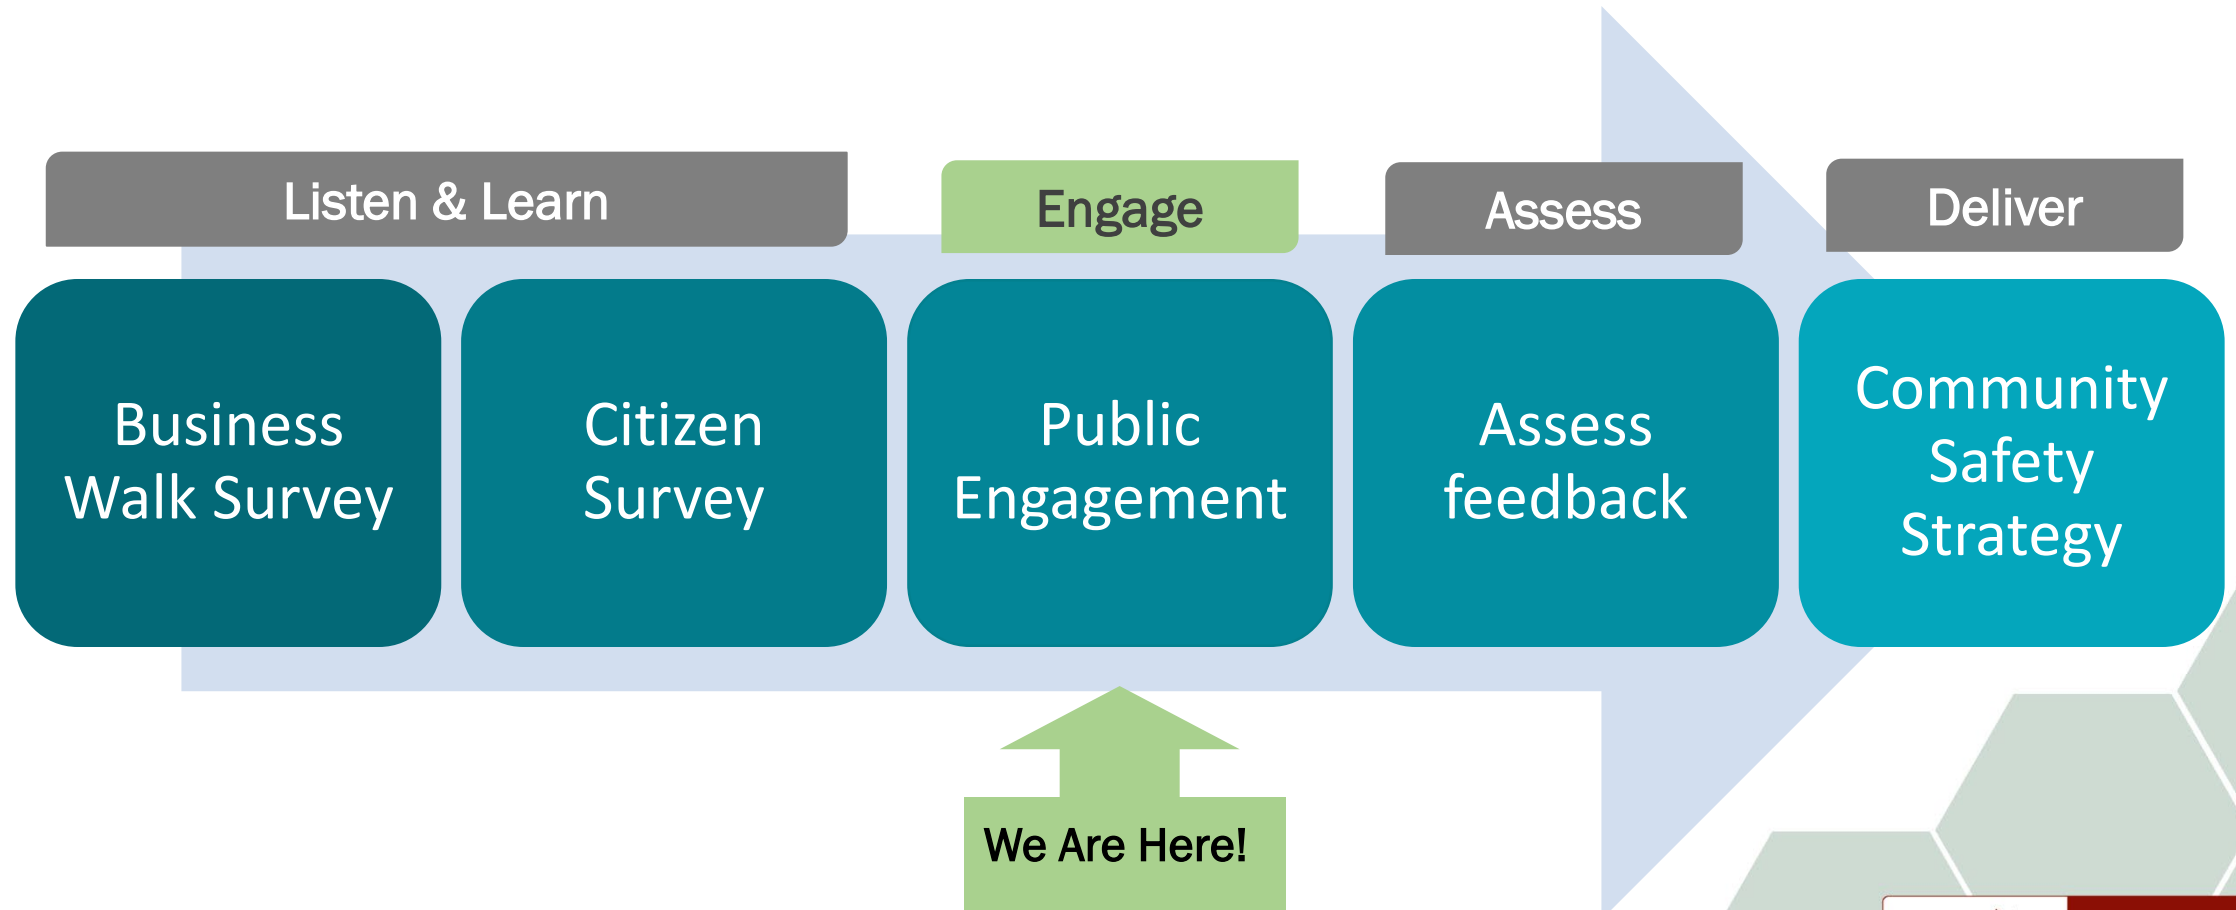 Listen & Learn
Engage
Assess
Deliver
Business
Walk Survey
Citizen
Survey
Public
Engagement
Assess
feedback
Community
Safety
Strategy
We Are Here!